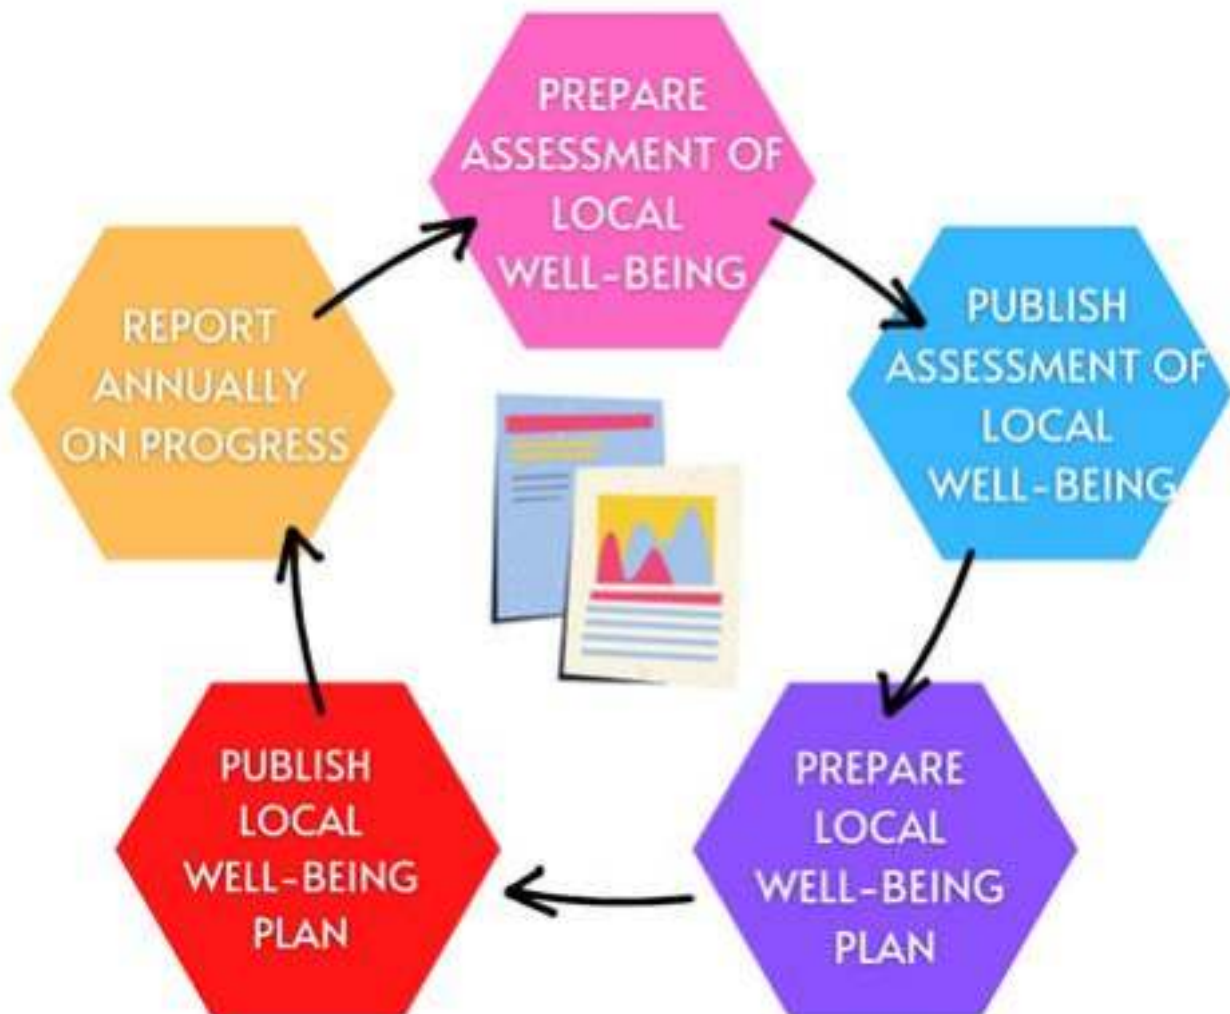 PREPARE
ASSESSMENT OF
LOCAL
WELL-BEING
PUBLISH
ASSESSMENT OF
LOCAL
WELL-BEING
PREPARE
LOCAL
WELL-BEING
PLAN
PUBLISH
LOCAL
WELL-BEING
PLAN
REPORT
ANNUALLY
ON PROGRESS